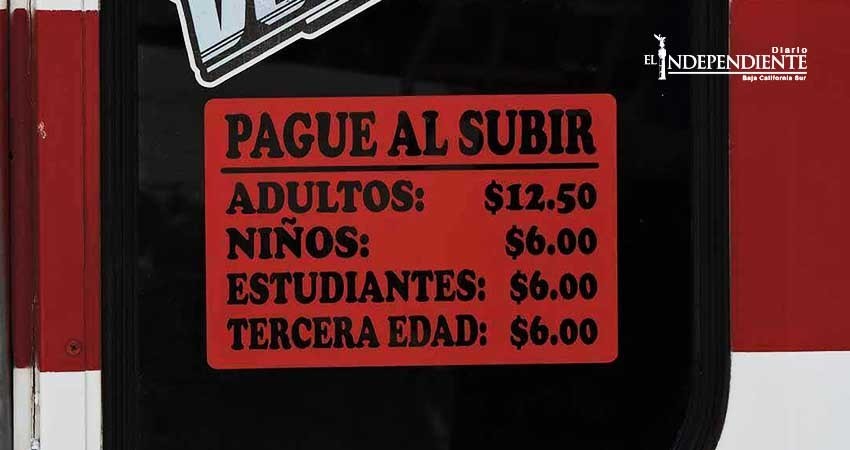 Diario
EL INDEPENDIENTE
Baja California Sur
PAGUE AL SUBIR
ADULTOS: $12.50
NIÑOS: $6.00
ESTUDIANTES: $6.00
TERCERA EDAD: $6.00